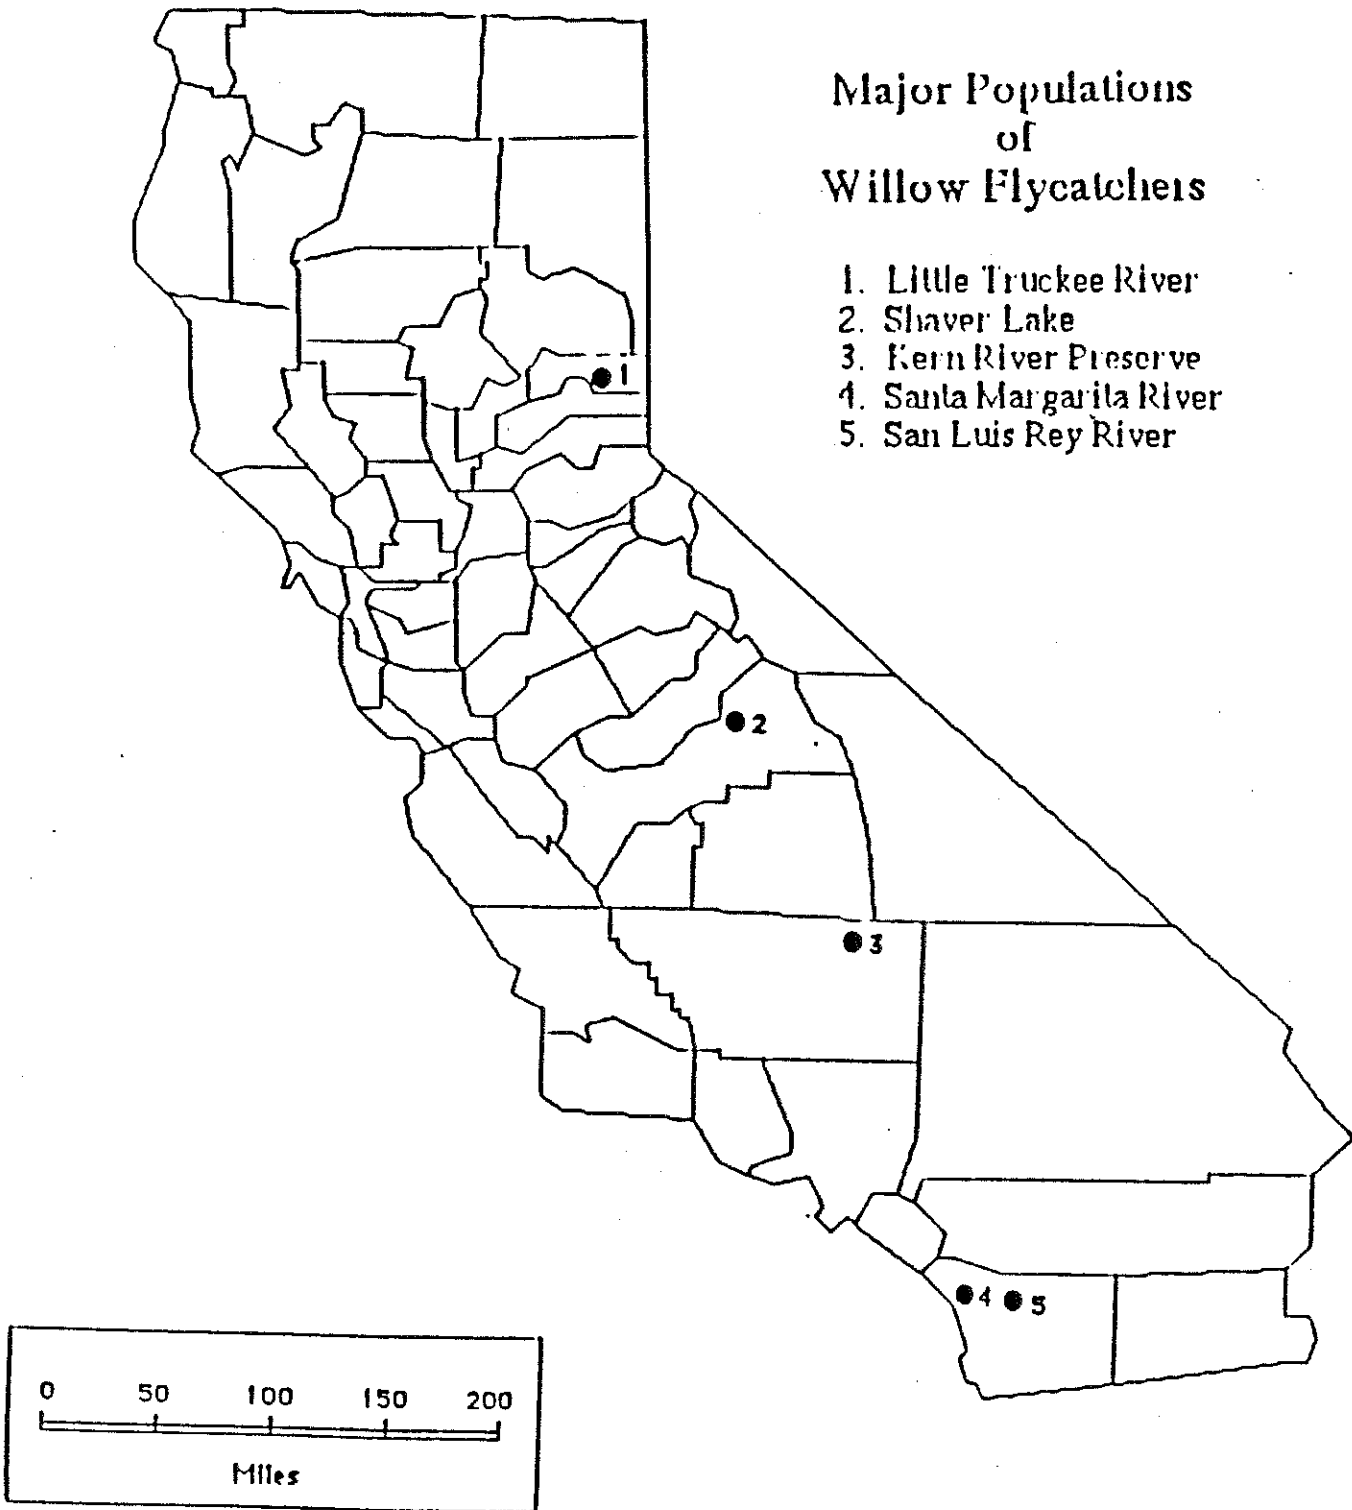 Major Populations
of
Willow Flycatchers
1. Little Truckee River
2. Shaver Lake
3. Kern River Preserve
4. Santa Margarita River
5. San Luis Rey River
1
2
3
4
5
0 50 100 150 200
Miles